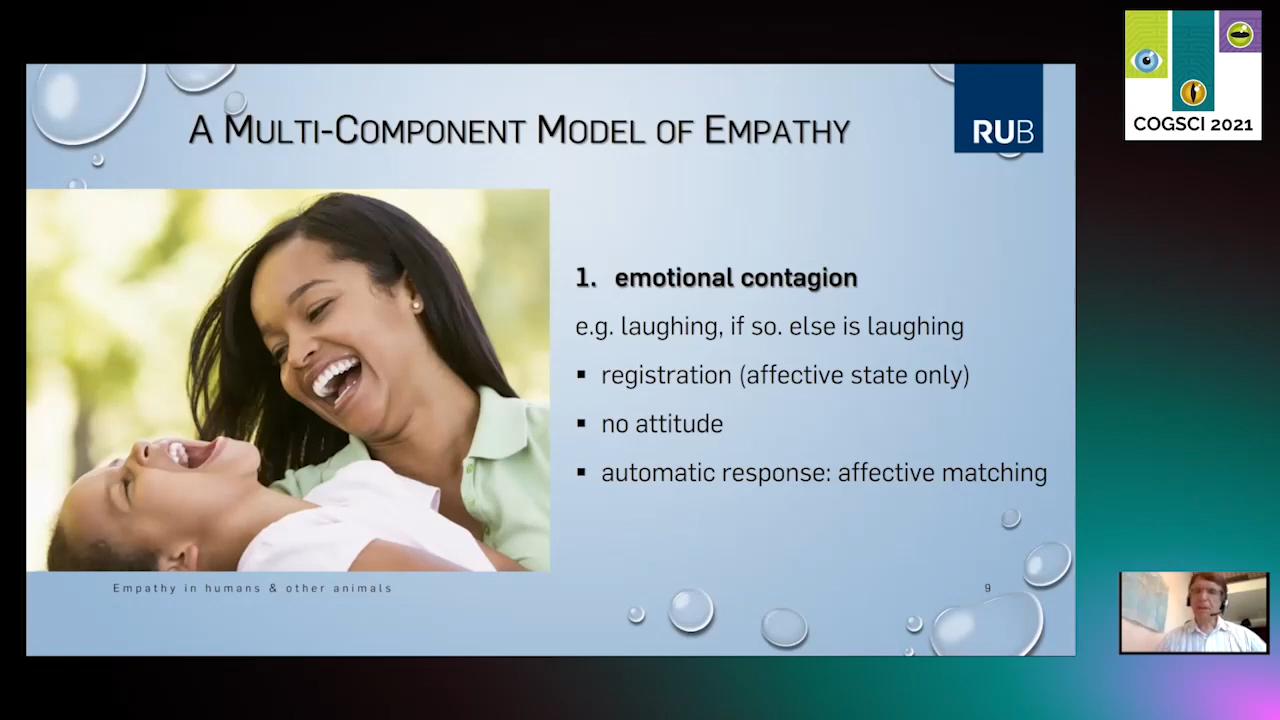 COGSCI 2021
A MULTI-COMPONENT MODEL OF EMPATHY
RUB
1. emotional contagion
e.g. laughing, if so. else is laughing
▪ registration (affective state only)
▪ no attitude
▪ automatic response: affective matching
Empathy in humans & other animals
9